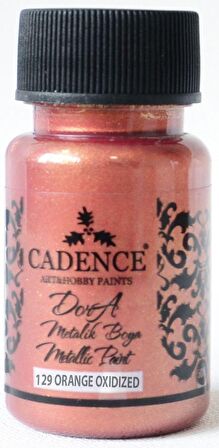 CADENCE®
ART&HOBBY PAINTS
Dora
Metalik Boya
Metallic Paint
129 ORANGE OXIDIZED